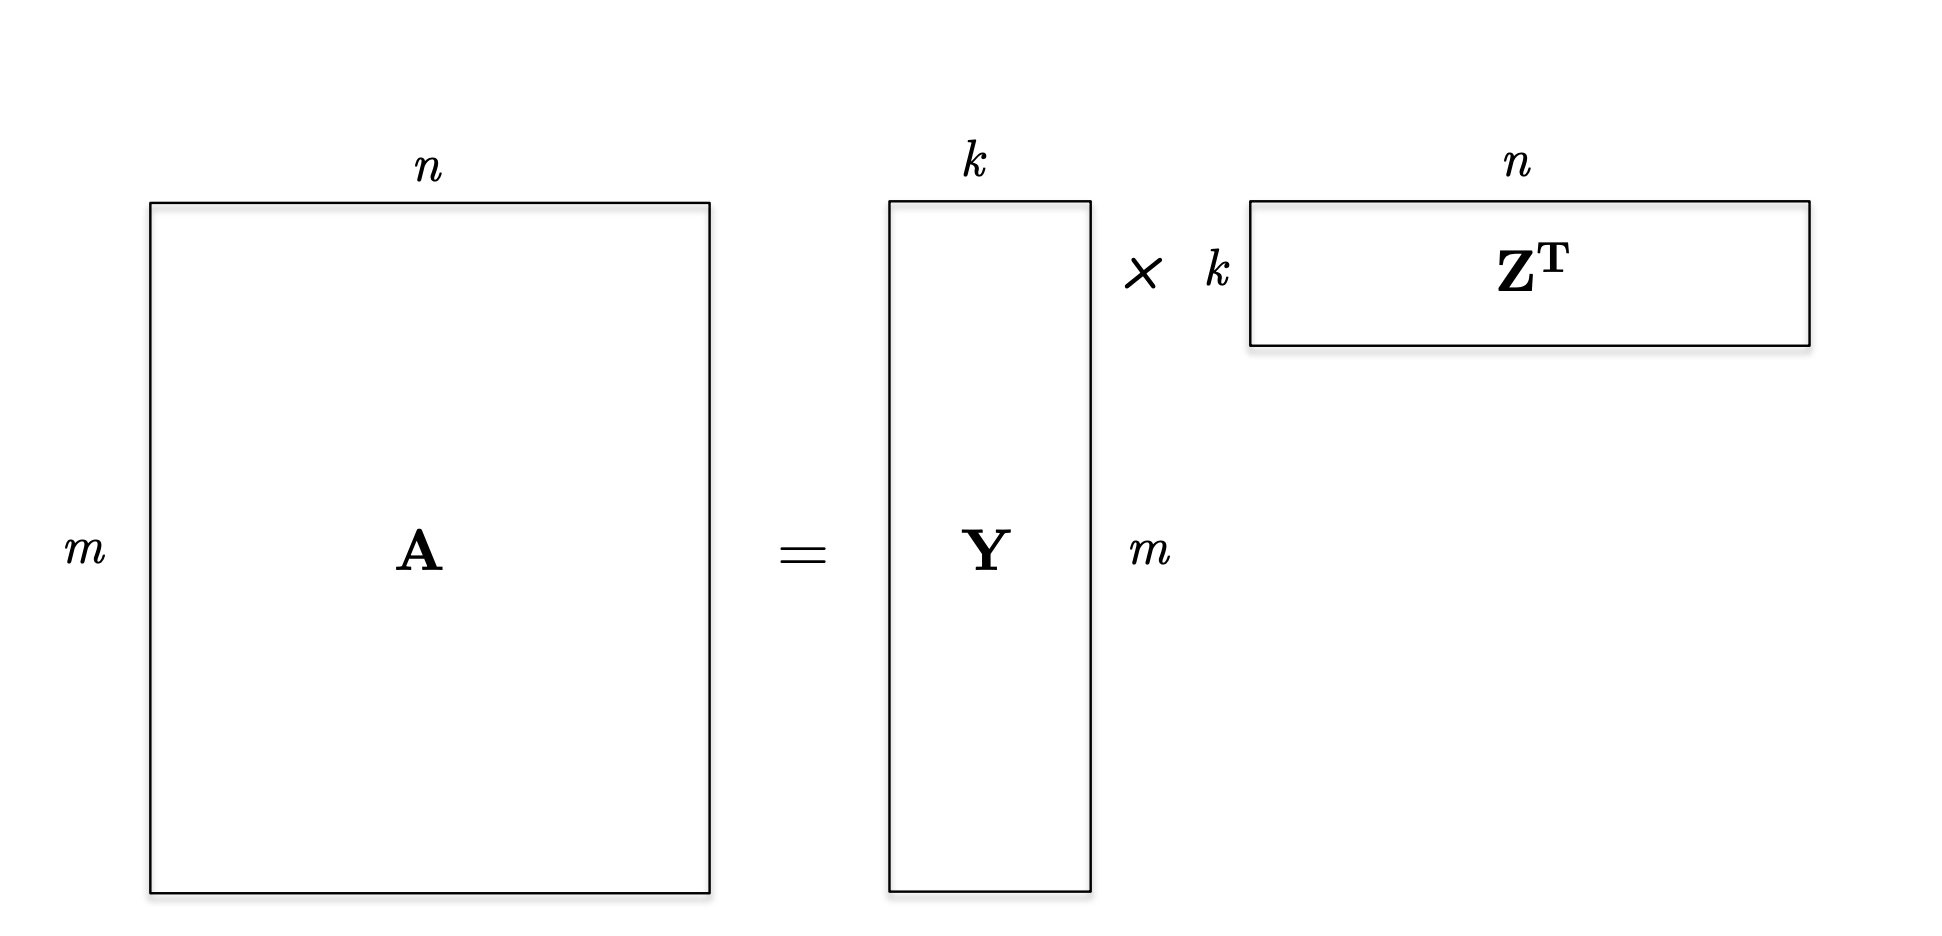 n k n
× k Z^T
m A = Y m